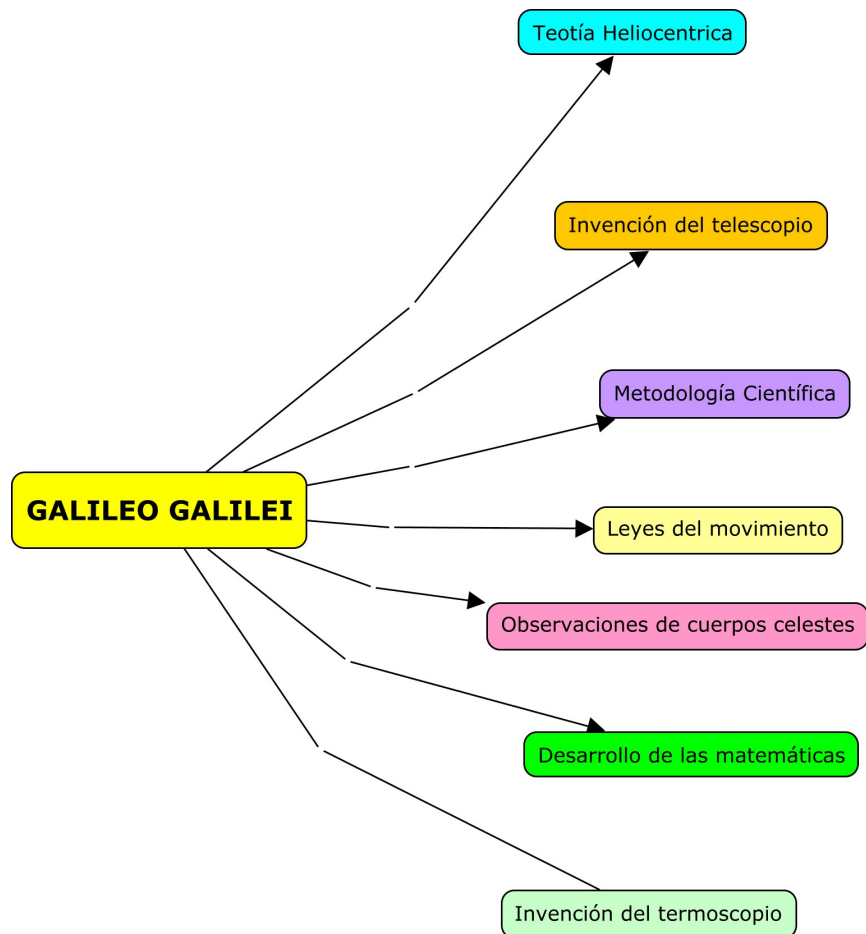 Teotía Heliocentrica
Invención del telescopio
Metodología Científica
GALILEO GALILEI
Leyes del movimiento
Observaciones de cuerpos celestes
Desarrollo de las matemáticas
Invención del termoscopio